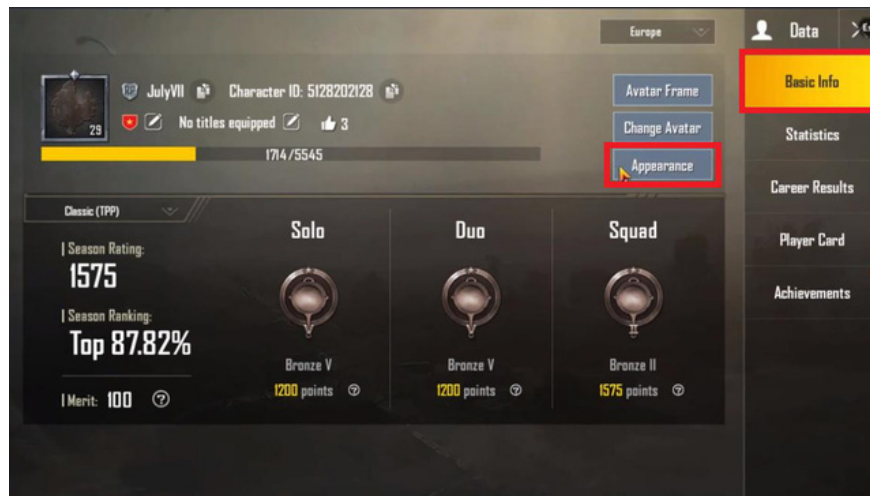 Europe
Data
JulyVII Character ID: 5128202128
Avatar Frame
Basic Info
29
No titles equipped 3
Change Avatar
Statistics
1714/5545
Appearance
Career Results
Classic (TPP)
Solo
Duo
Squad
Player Card
Season Rating:
1575
Achievements
Season Ranking:
Top 87.82%
Bronze V
Bronze V
Bronze II
1200 points ?
1200 points ?
1575 points ?
Merit: 100 ?